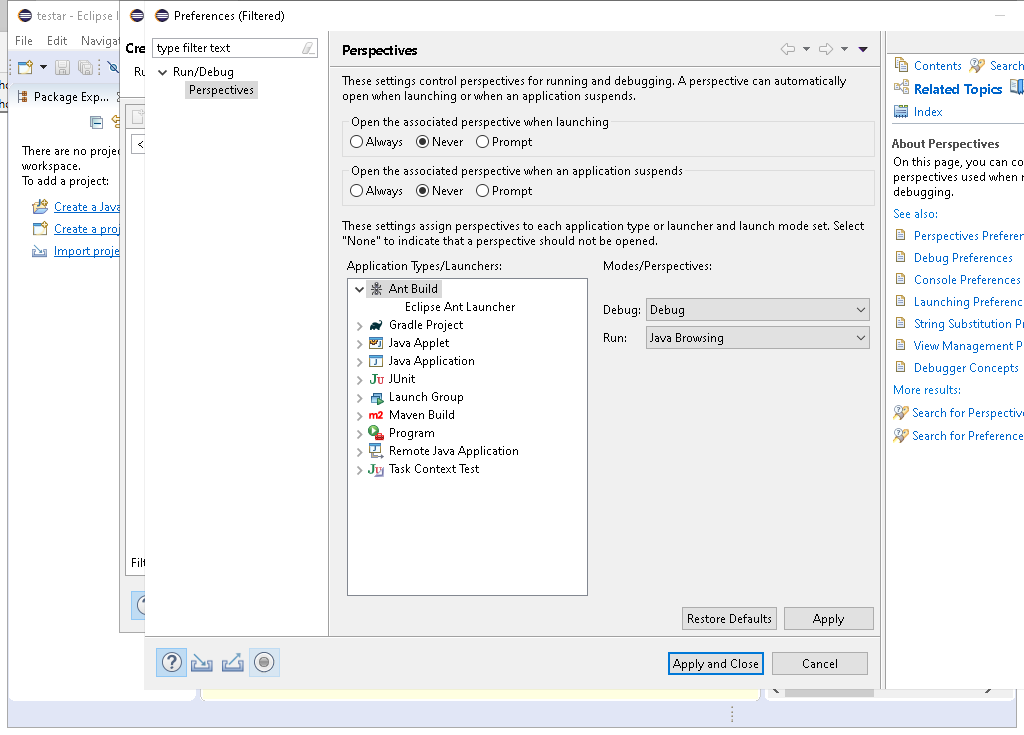 testar - Eclipse I
Preferences (Filtered)
File Edit Navigat
Cre
Ru
Package Exp...
There are no projec
workspace.
To add a project:
Create a Java
Create a proj
Import proje
<
Filt
type filter text
Run/Debug
Perspectives
Perspectives
These settings control perspectives for running and debugging. A perspective can automatically
open when launching or when an application suspends.
Open the associated perspective when launching
Always Never Prompt
Open the associated perspective when an application suspends
Always Never Prompt
These settings assign perspectives to each application type or launcher and launch mode set. Select
"None" to indicate that a perspective should not be opened.
Application Types/Launchers:
Modes/Perspectives:
Ant Build
Eclipse Ant Launcher
Gradle Project
Java Applet
Java Application
JUnit
Launch Group
Maven Build
Program
Remote Java Application
Task Context Test
Debug: Debug
Run: Java Browsing
Restore Defaults Apply
Apply and Close Cancel
Contents Search
Related Topics
Index
About Perspectives
On this page, you can co
perspectives used when r
debugging.
See also:
Perspectives Preferen
Debug Preferences
Console Preferences
Launching Preferenc
String Substitution Pr
View Management P
Debugger Concepts
More results:
Search for Perspective
Search for Preference